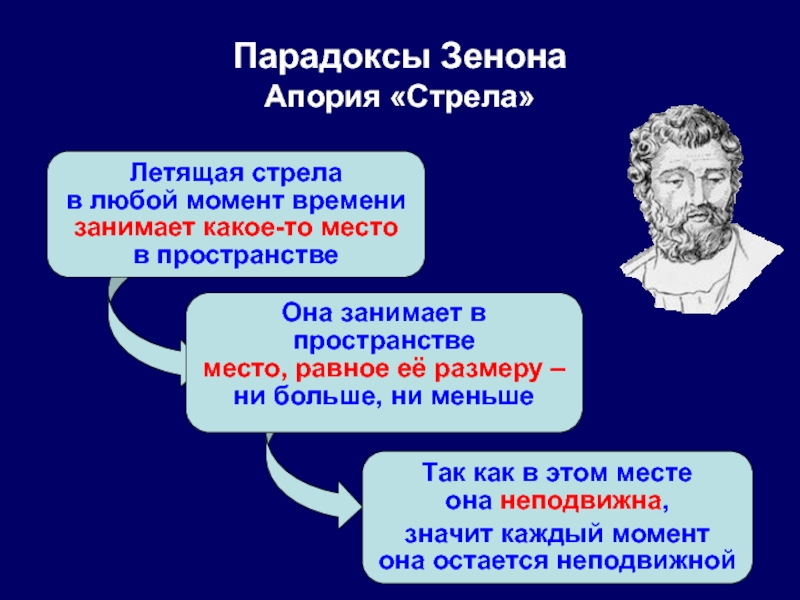 Парадоксы Зенона
Апория «Стрела»
Летящая стрела
в любой момент времени
занимает какое-то место
в пространстве
Она занимает в
пространстве
место, равное её размеру –
ни больше, ни меньше
Так как в этом месте
она неподвижна,
значит каждый момент
она остается неподвижной